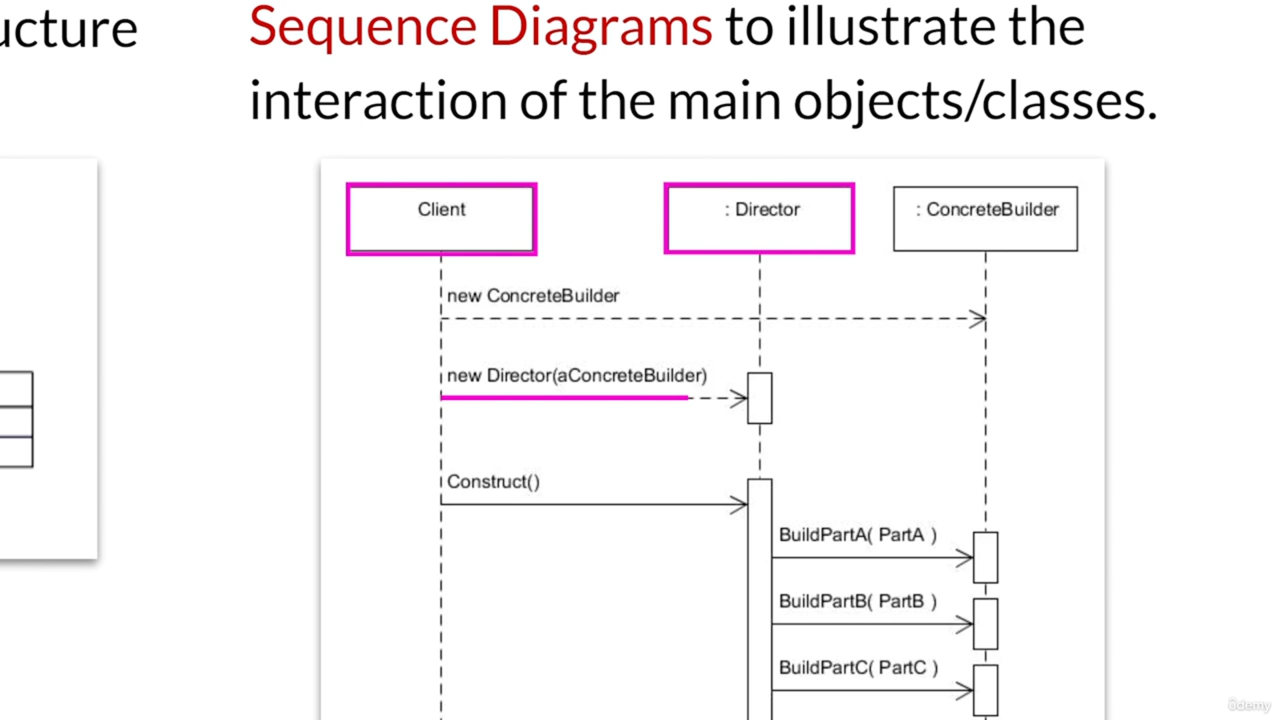 ucture
Sequence Diagrams to illustrate the
interaction of the main objects/classes.
Client
: Director
: ConcreteBuilder
new ConcreteBuilder
new Director(aConcreteBuilder)
Construct()
BuildPartA( PartA )
BuildPartB( PartB )
BuildPartC( PartC )
ûdemy